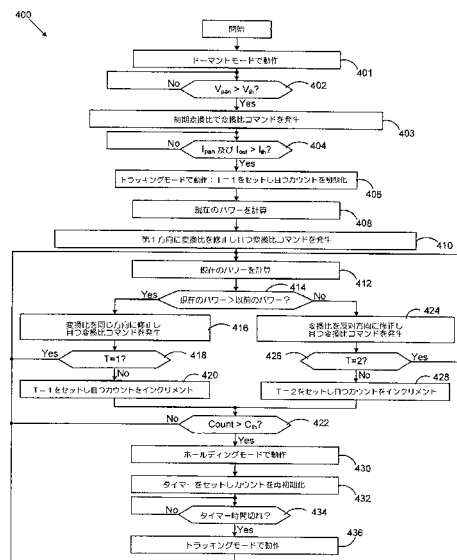 400
開始
ドーマントモードで動作
401
Vpan > Vth?
402
No
Yes
初期変換比で変換比コマンドを発生
403
Ipan 及び Iout > Ith?
404
No
Yes
トラッキングモードで動作：T－1をセットし且つカウントを初期化
406
現在のパワーを計算
408
第1方向に変換比を修正し且つ変換比コマンドを発生
410
現在のパワーを計算
412
現在のパワー>以前のパワー?
414
Yes
No
変換比を同じ方向に修正し
且つ変換比コマンドを発生
416
変換比を反対方向に修正し
且つ変換比コマンドを発生
424
Yes
T=1?
418
426
T=2?
Yes
No
No
T－1をセットし且つカウントをインクリメント
420
T－2をセットし且つカウントをインクリメント
428
No
Count > Cth?
422
Yes
ホールディングモードで動作
430
タイマーをセットしカウントを再初期化
432
No
タイマー時間切れ?
434
Yes
トラッキングモードで動作
436